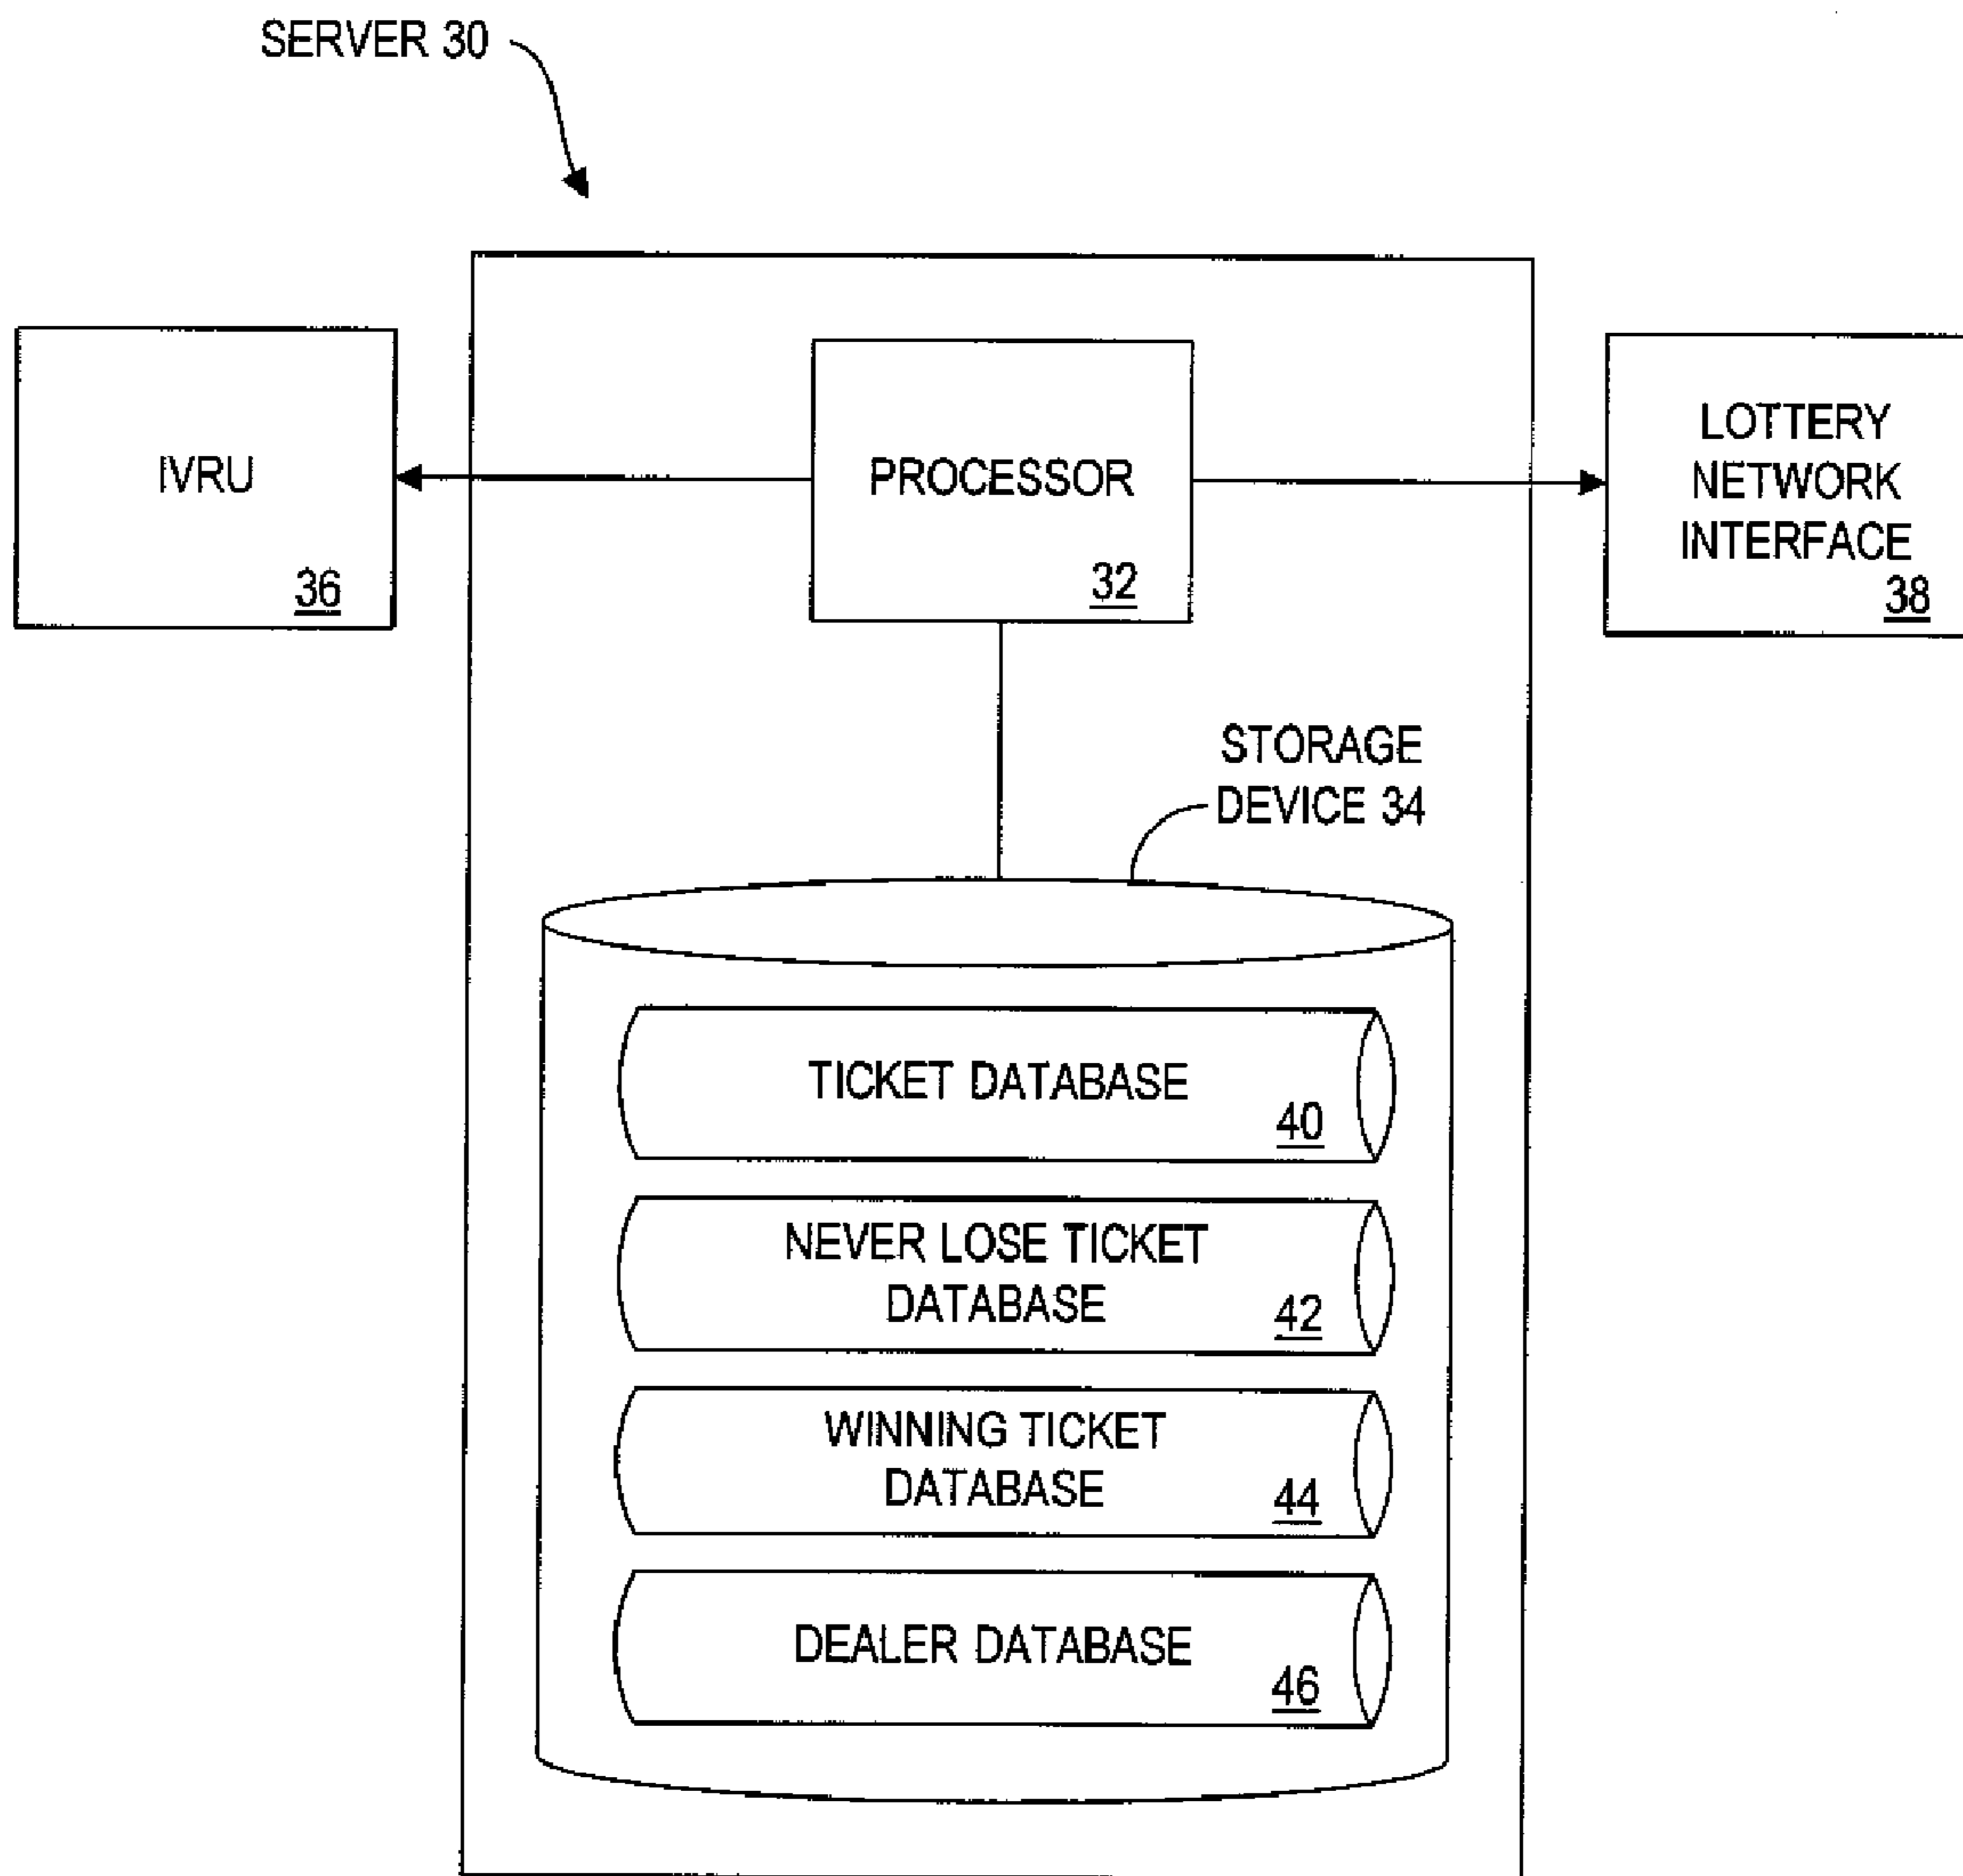 SERVER 30
IVRU
36
PROCESSOR
32
LOTTERY
NETWORK
INTERFACE
38
STORAGE
DEVICE 34
TICKET DATABASE
40
NEVER LOSE TICKET
DATABASE
42
WINNING TICKET
DATABASE
44
DEALER DATABASE
46